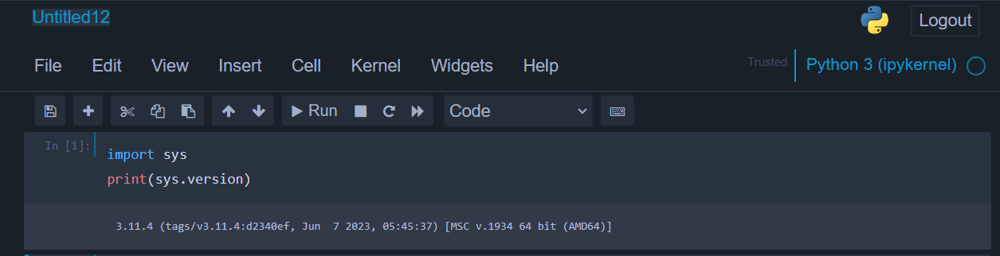 Untitled12
Logout
File Edit View Insert Cell Kernel Widgets Help
Trusted Python 3 (ipykernel)
Run Code
In [1]: import sys
print(sys.version)
3.11.4 (tags/v3.11.4:d2340ef, Jun  7 2023, 05:45:37) [MSC v.1934 64 bit (AMD64)]